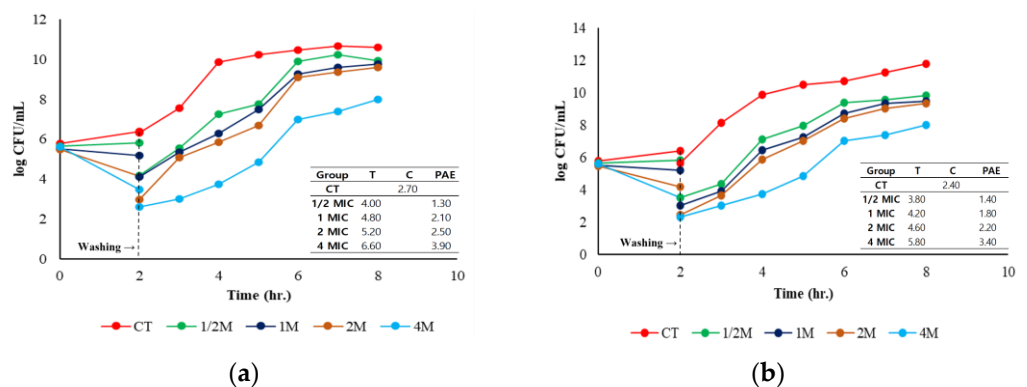 12
10
8
6
4
2
0
log CFU/mL
Group T C PAE
CT 2.70
1/2 MIC 4.00 1.30
1 MIC 4.80 2.10
2 MIC 5.20 2.50
4 MIC 6.60 3.90
Washing →
0 2 4 6 8 10
Time (hr.)
CT 1/2M 1M 2M 4M
(a)
14
12
10
8
6
4
2
0
log CFU/mL
Group T C PAE
CT 2.40
1/2 MIC 3.80 1.40
1 MIC 4.20 1.80
2 MIC 4.60 2.20
4 MIC 5.80 3.40
Washing →
0 2 4 6 8 10
Time (hr.)
CT 1/2M 1M 2M 4M
(b)